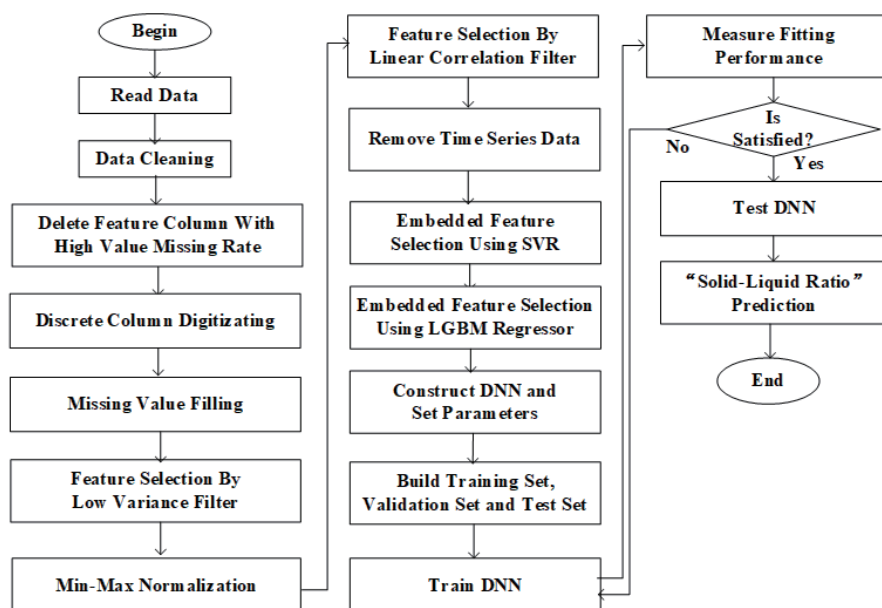 Begin
Read Data
Data Cleaning
Delete Feature Column With
High Value Missing Rate
Discrete Column Digitizating
Missing Value Filling
Feature Selection By
Low Variance Filter
Min-Max Normalization
Feature Selection By
Linear Correlation Filter
Remove Time Series Data
Embedded Feature
Selection Using SVR
Embedded Feature Selection
Using LGBM Regressor
Construct DNN and
Set Parameters
Build Training Set,
Validation Set and Test Set
Train DNN
Measure Fitting
Performance
Is
Satisfied?
No
Yes
Test DNN
“Solid-Liquid Ratio”
Prediction
End